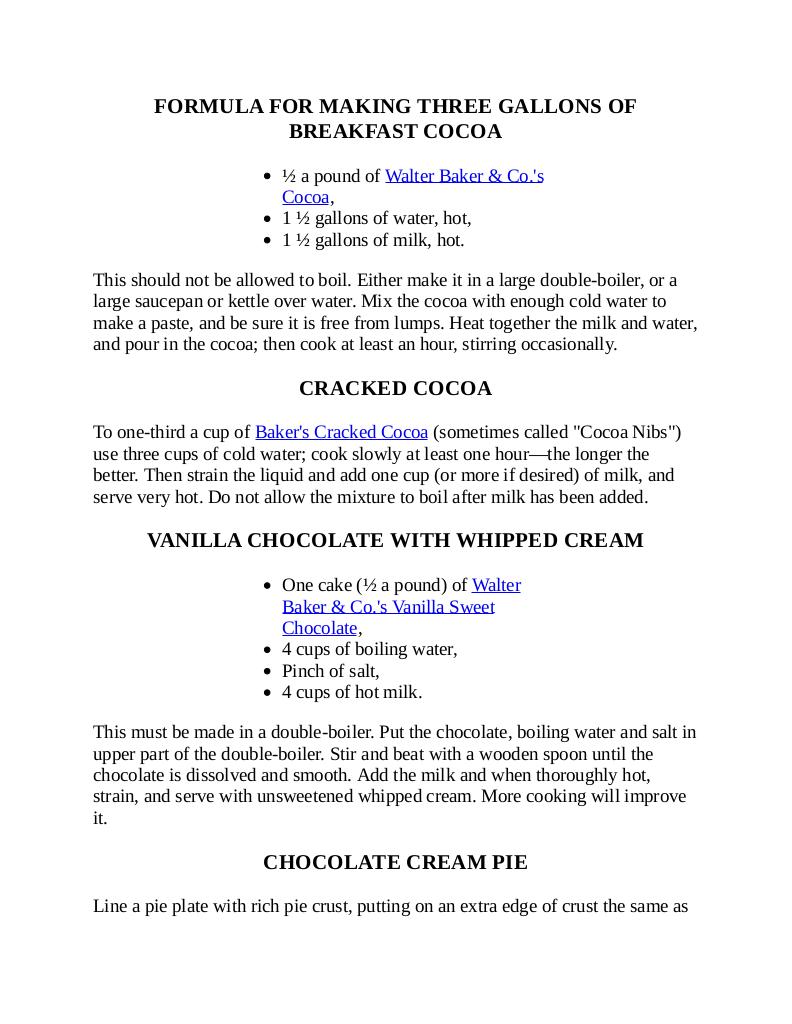 FORMULA FOR MAKING THREE GALLONS OF
BREAKFAST COCOA
• ½ a pound of Walter Baker & Co.'s
Cocoa,
• 1 ½ gallons of water, hot,
• 1 ½ gallons of milk, hot.
This should not be allowed to boil. Either make it in a large double-boiler, or a
large saucepan or kettle over water. Mix the cocoa with enough cold water to
make a paste, and be sure it is free from lumps. Heat together the milk and water,
and pour in the cocoa; then cook at least an hour, stirring occasionally.
CRACKED COCOA
To one-third a cup of Baker's Cracked Cocoa (sometimes called "Cocoa Nibs")
use three cups of cold water; cook slowly at least one hour—the longer the
better. Then strain the liquid and add one cup (or more if desired) of milk, and
serve very hot. Do not allow the mixture to boil after milk has been added.
VANILLA CHOCOLATE WITH WHIPPED CREAM
• One cake (½ a pound) of Walter
Baker & Co.'s Vanilla Sweet
Chocolate,
• 4 cups of boiling water,
• Pinch of salt,
• 4 cups of hot milk.
This must be made in a double-boiler. Put the chocolate, boiling water and salt in
upper part of the double-boiler. Stir and beat with a wooden spoon until the
chocolate is dissolved and smooth. Add the milk and when thoroughly hot,
strain, and serve with unsweetened whipped cream. More cooking will improve
it.
CHOCOLATE CREAM PIE
Line a pie plate with rich pie crust, putting on an extra edge of crust the same as